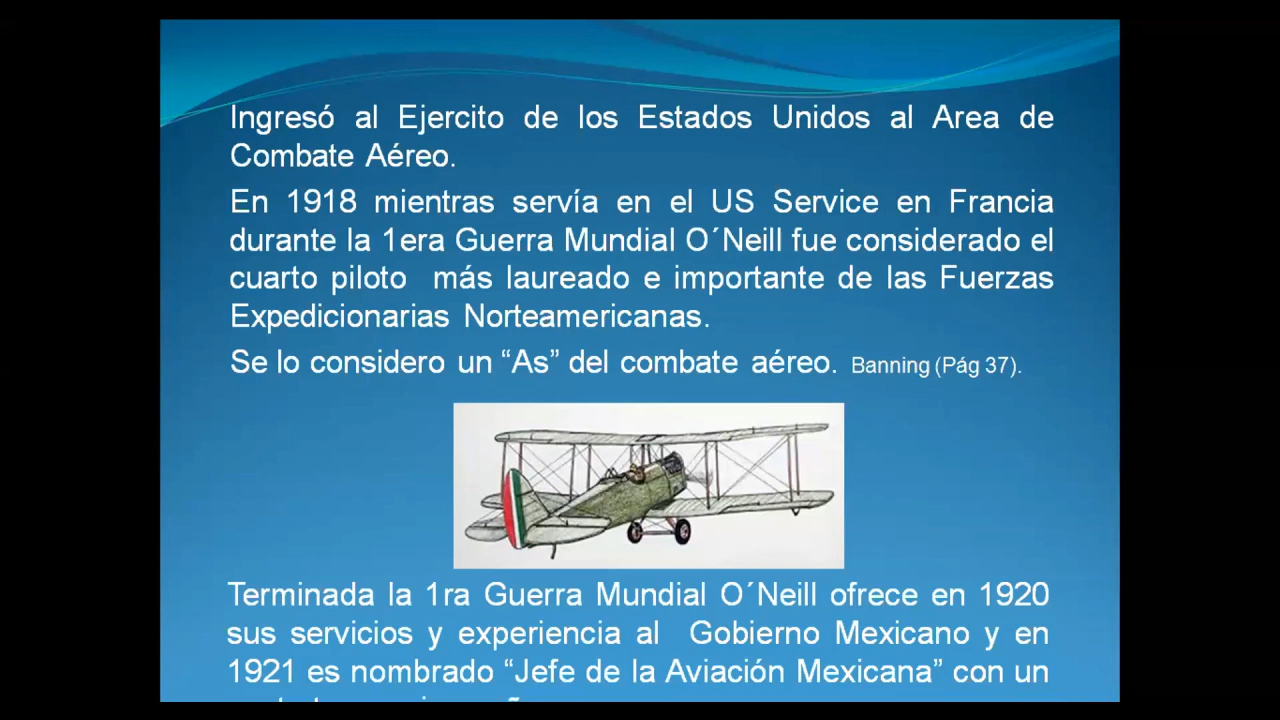 Ingresó al Ejercito de los Estados Unidos al Area de
Combate Aéreo.
En 1918 mientras servía en el US Service en Francia
durante la 1era Guerra Mundial O´Neill fue considerado el
cuarto piloto más laureado e importante de las Fuerzas
Expedicionarias Norteamericanas.
Se lo considero un “As” del combate aéreo. Banning (Pág 37).
Terminada la 1ra Guerra Mundial O´Neill ofrece en 1920
sus servicios y experiencia al Gobierno Mexicano y en
1921 es nombrado “Jefe de la Aviación Mexicana” con un